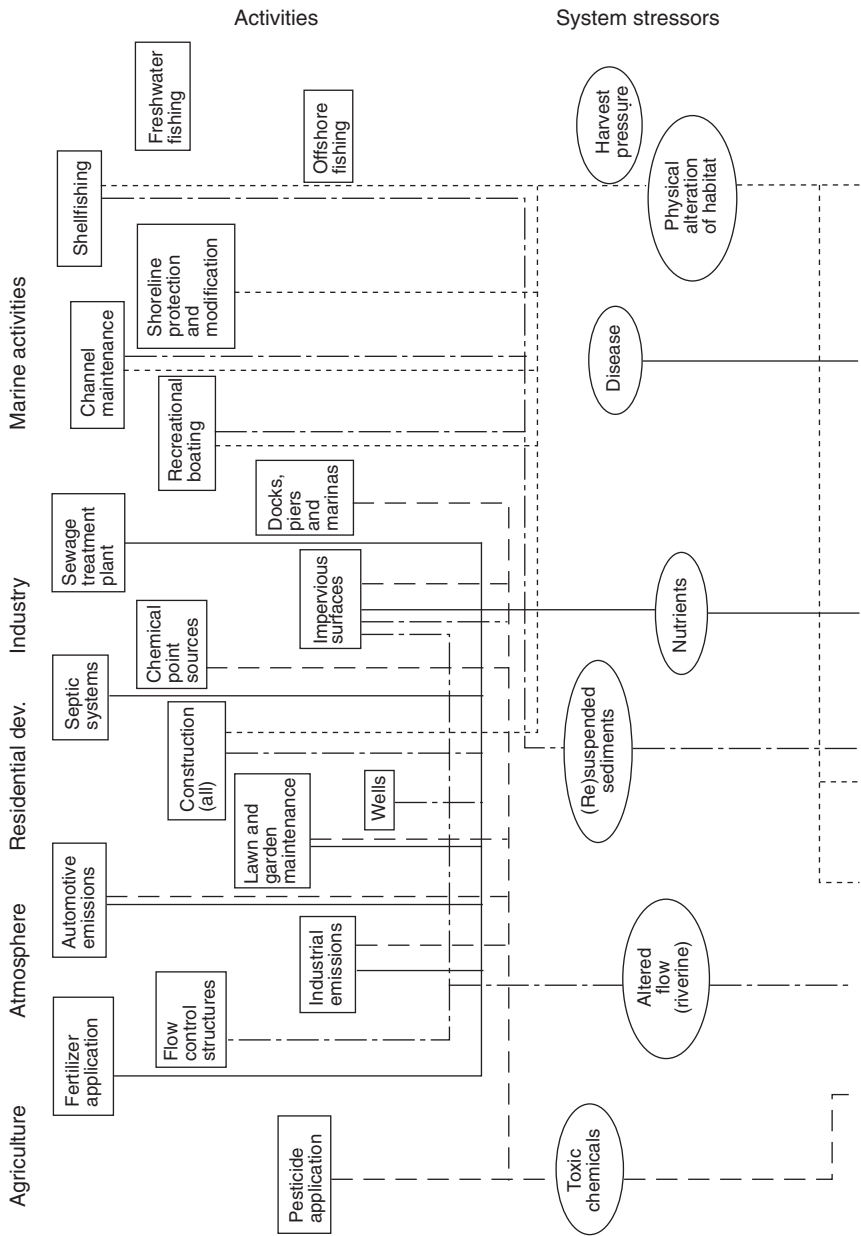 Activities
System stressors
Agriculture
Atmosphere
Residential dev.
Industry
Marine activities
Fertilizer
application
Automotive
emissions
Septic
systems
Sewage
treatment
plant
Channel
maintenance
Shellfishing
Flow
control
structures
Construction
(all)
Chemical
point
sources
Recreational
boating
Shoreline
protection
and
modification
Freshwater
fishing
Pesticide
application
Industrial
emissions
Lawn and
garden
maintenance
Wells
Impervious
surfaces
Docks,
piers
and
marinas
Offshore
fishing
Toxic
chemicals
Altered
flow
(riverine)
(Re)suspended
sediments
Nutrients
Disease
Harvest
pressure
Physical
alteration
of habitat